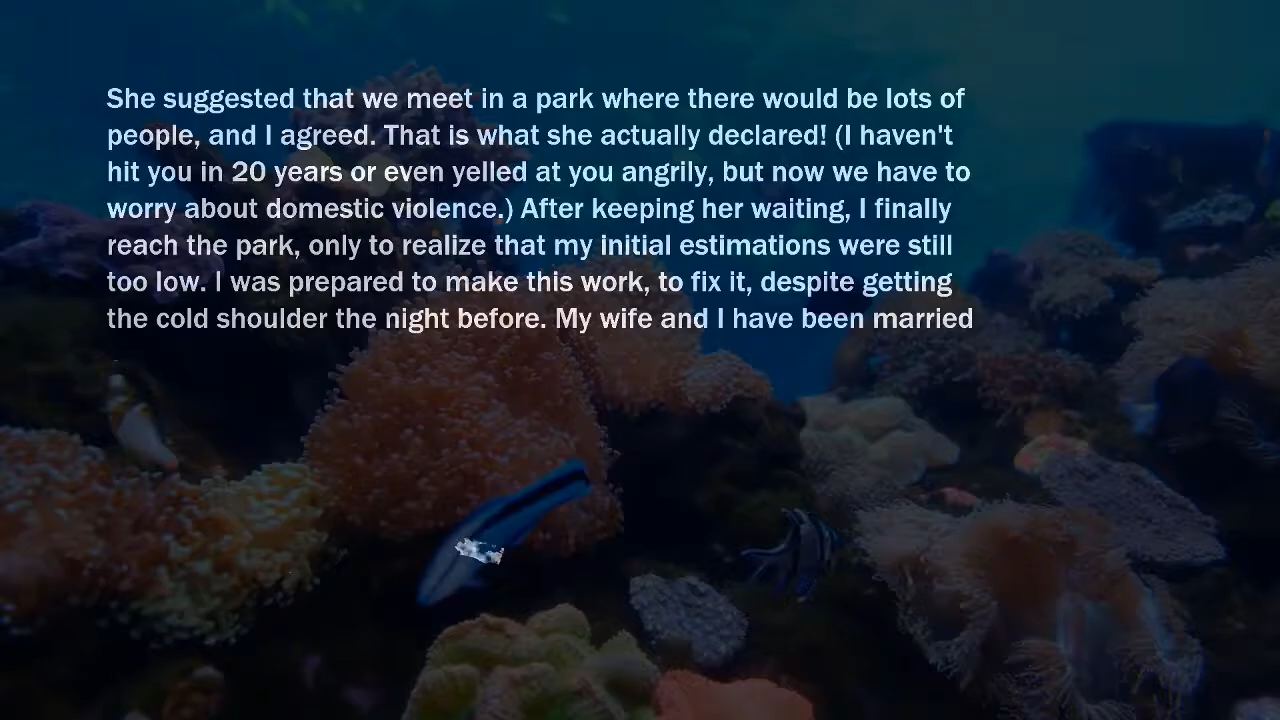 She suggested that we meet in a park where there would be lots of
people, and I agreed. That is what she actually declared! (I haven't
hit you in 20 years or even yelled at you angrily, but now we have to
worry about domestic violence.) After keeping her waiting, I finally
reach the park, only to realize that my initial estimations were still
too low. I was prepared to make this work, to fix it, despite getting
the cold shoulder the night before. My wife and I have been married